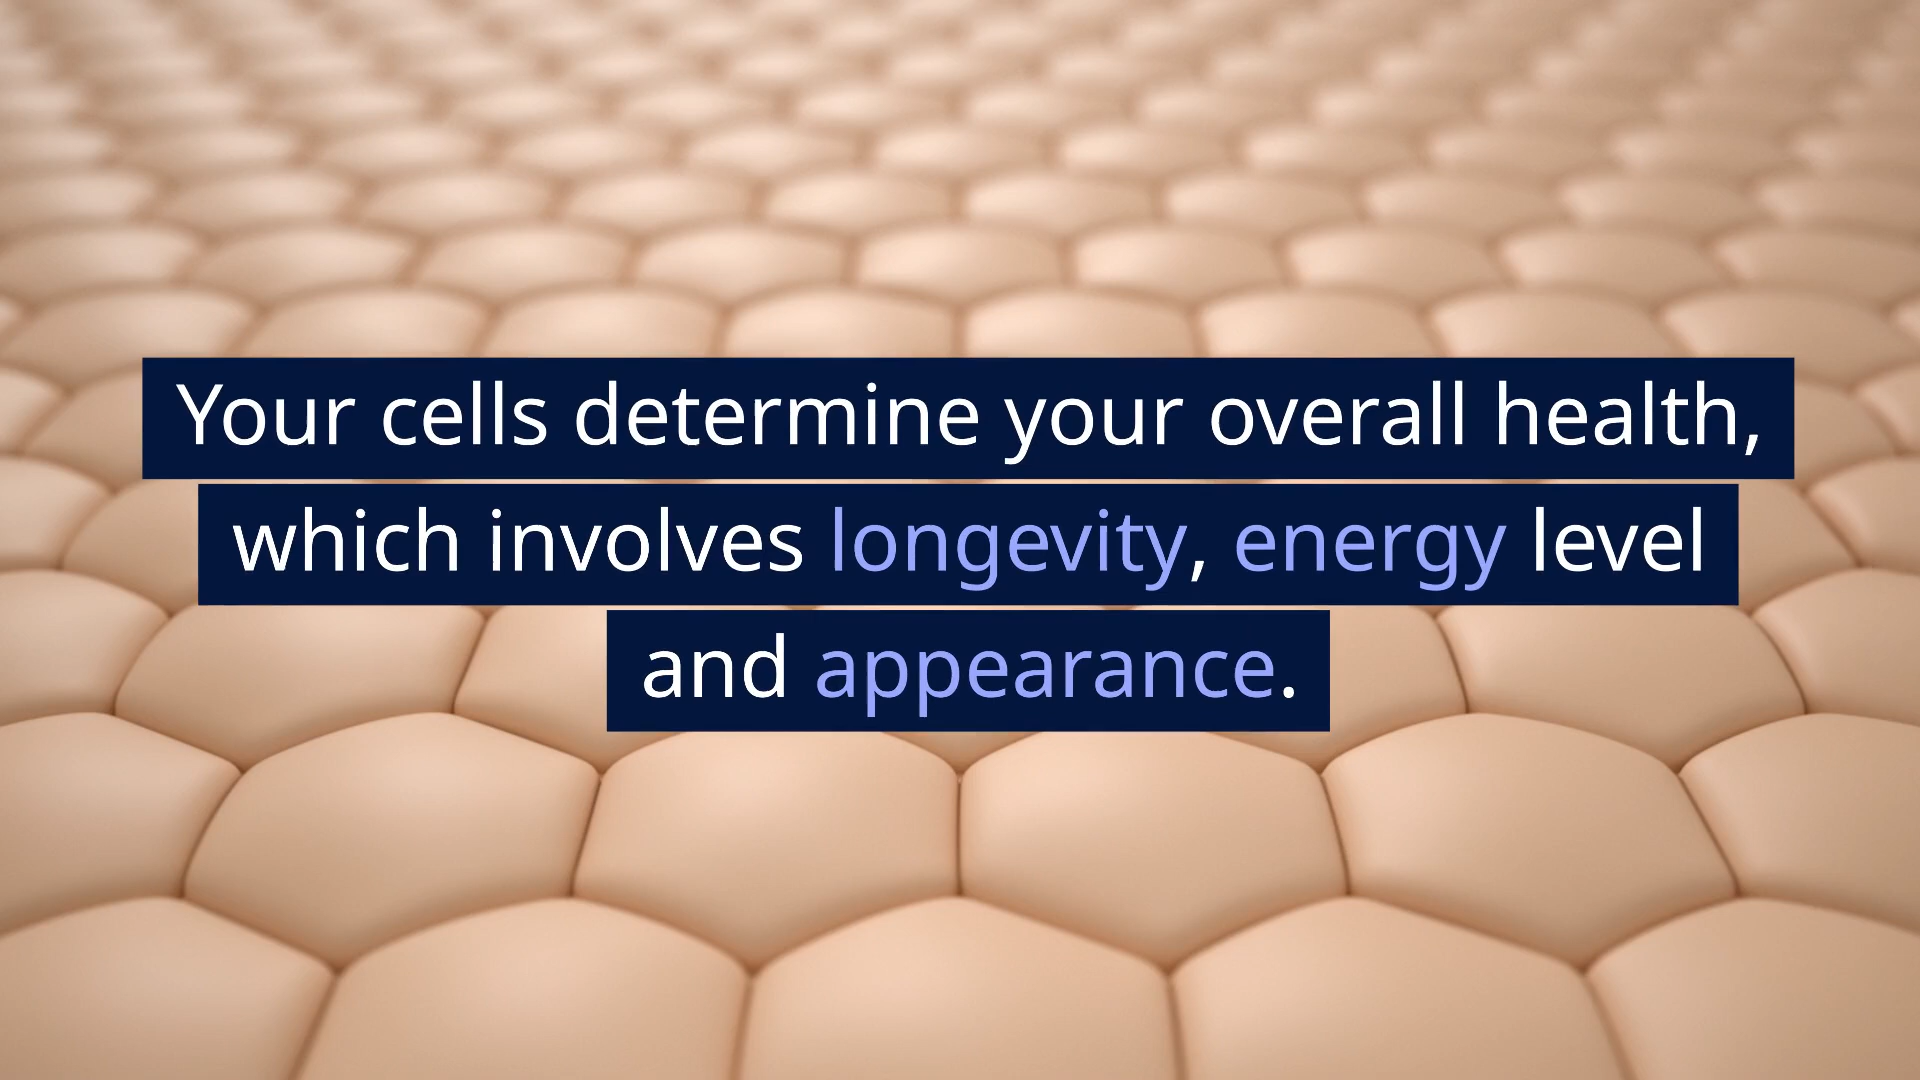 Your cells determine your overall health,
which involves longevity, energy level
and appearance.